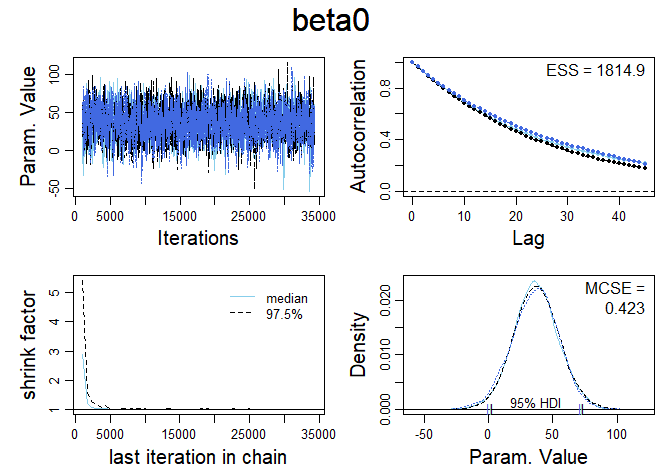 beta0
Param. Value
-50 0 50 100
0 5000 15000 25000 35000
Iterations
Autocorrelation
0.0 0.4 0.8
ESS = 1814.9
0 10 20 30 40
Lag
shrink factor
1 2 3 4 5
median
97.5%
0 5000 15000 25000 35000
last iteration in chain
Density
0.000 0.010 0.020
MCSE =
0.423
95% HDI
-50 0 50 100
Param. Value